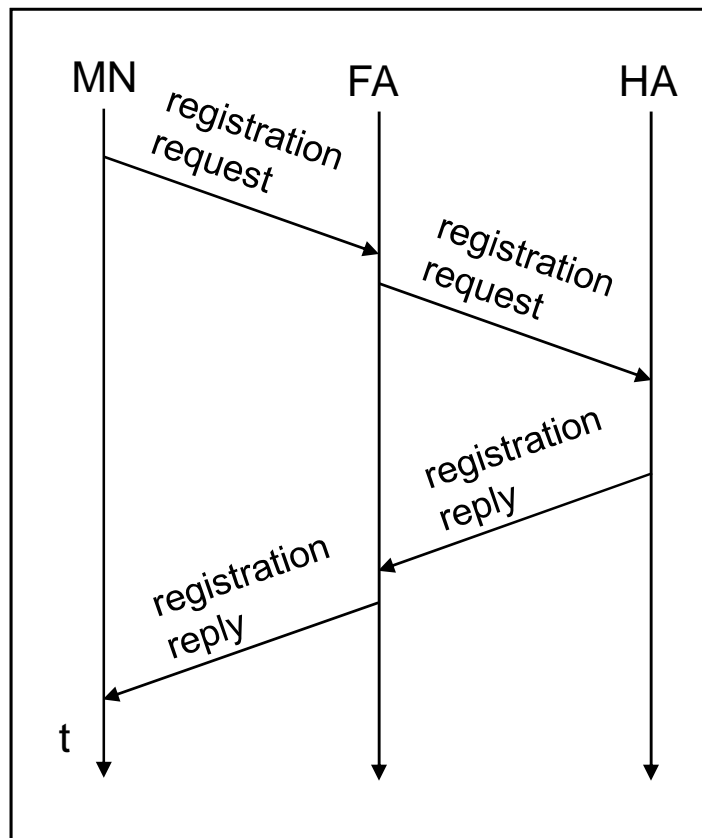 MN FA HA
registration
request
registration
request
registration
reply
registration
reply
t